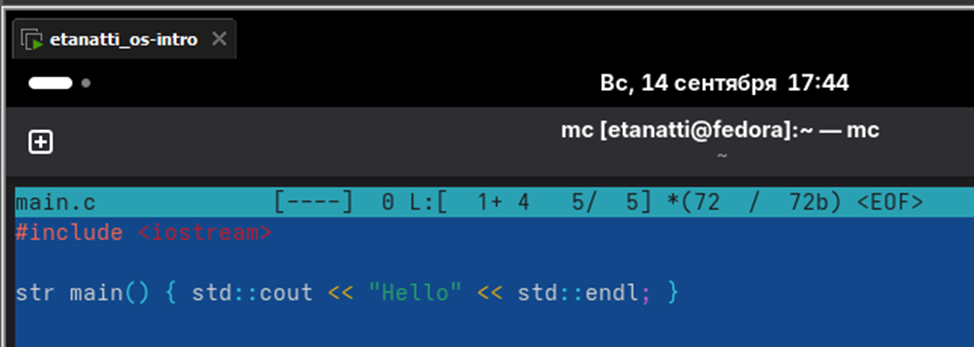 etanatti_os-intro
Вс, 14 сентября 17:44
mc [etanatti@fedora]:~ — mc
~
main.c [----] 0 L:[ 1+ 4 5/ 5] *(72 / 72b) <EOF>
#include <iostream>
str main() { std::cout << "Hello" << std::endl; }